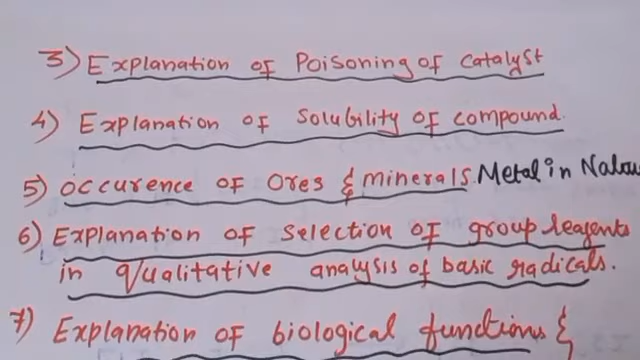 3) Explanation of Poisoning of catalyst
4) Explanation of Solubility of compound.
5) Occurence of Ores & minerals. Metal in
6) Explanation of selection of group reagents
in qualitative analysis of basic radicals.
7) Explanation of biological functions &